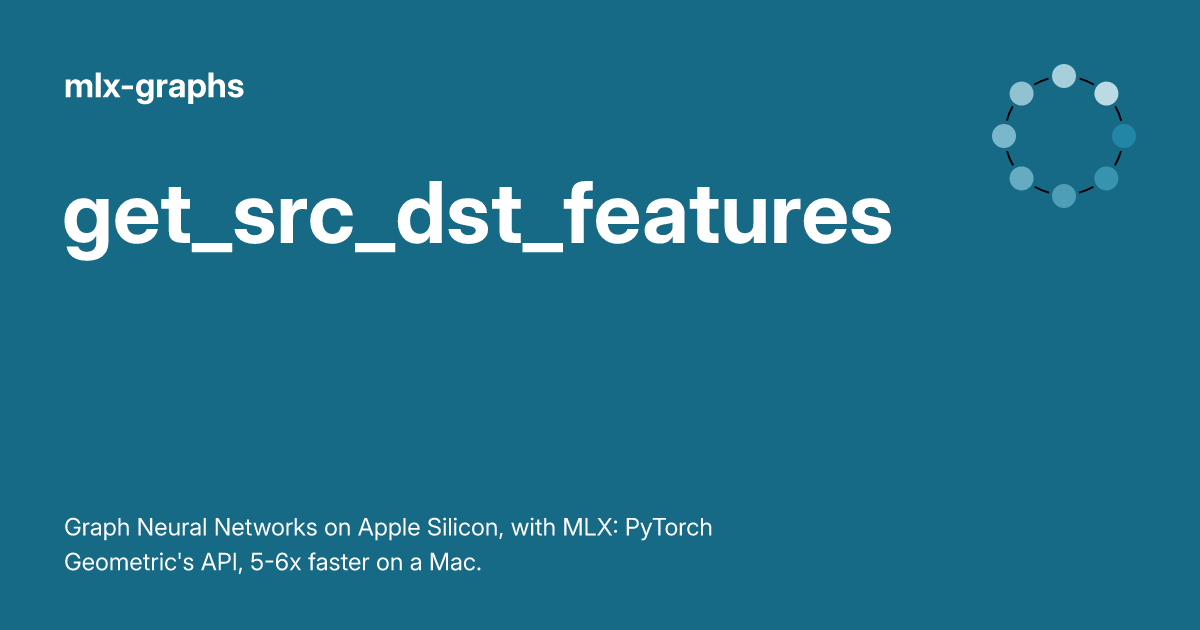 mlx-graphs
get_src_dst_features
Graph Neural Networks on Apple Silicon, with MLX: PyTorch
Geometric's API, 5-6x faster on a Mac.